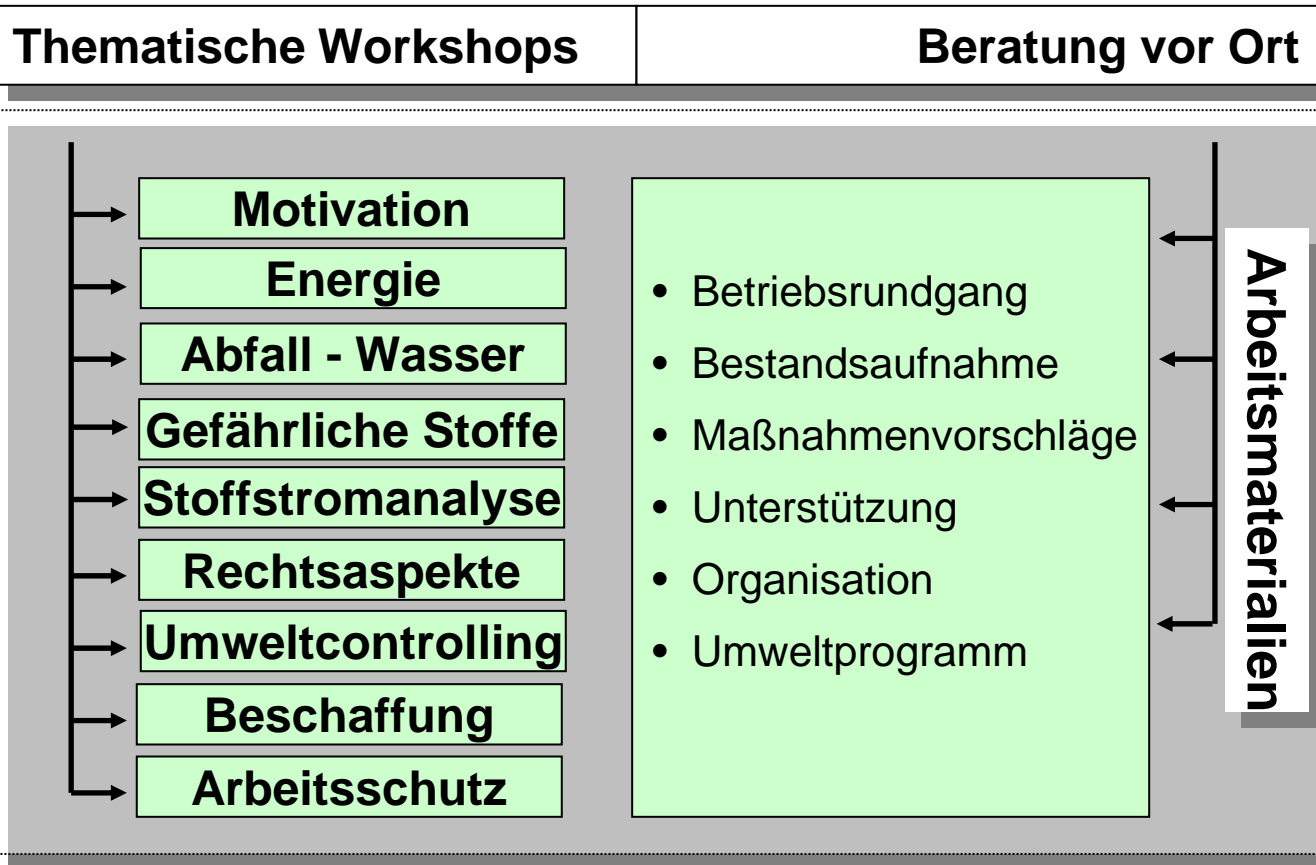 Thematische Workshops
Beratung vor Ort
Motivation
Energie
Abfall - Wasser
Gefährliche Stoffe
Stoffstromanalyse
Rechtsaspekte
Umweltcontrolling
Beschaffung
Arbeitsschutz
• Betriebsrundgang
• Bestandsaufnahme
• Maßnahmenvorschläge
• Unterstützung
• Organisation
• Umweltprogramm
Arbeitsmaterialien